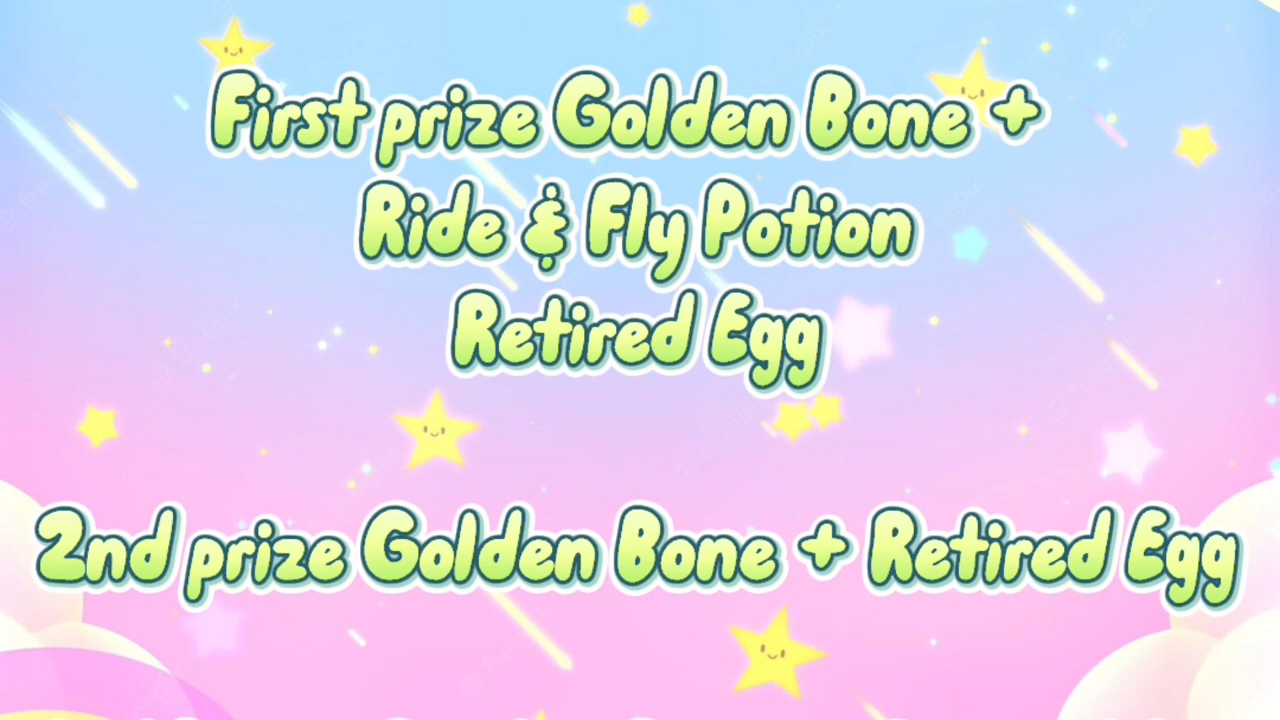 First prize Golden Bone +
Ride & Fly Potion
Retired Egg
2nd prize Golden Bone + Retired Egg